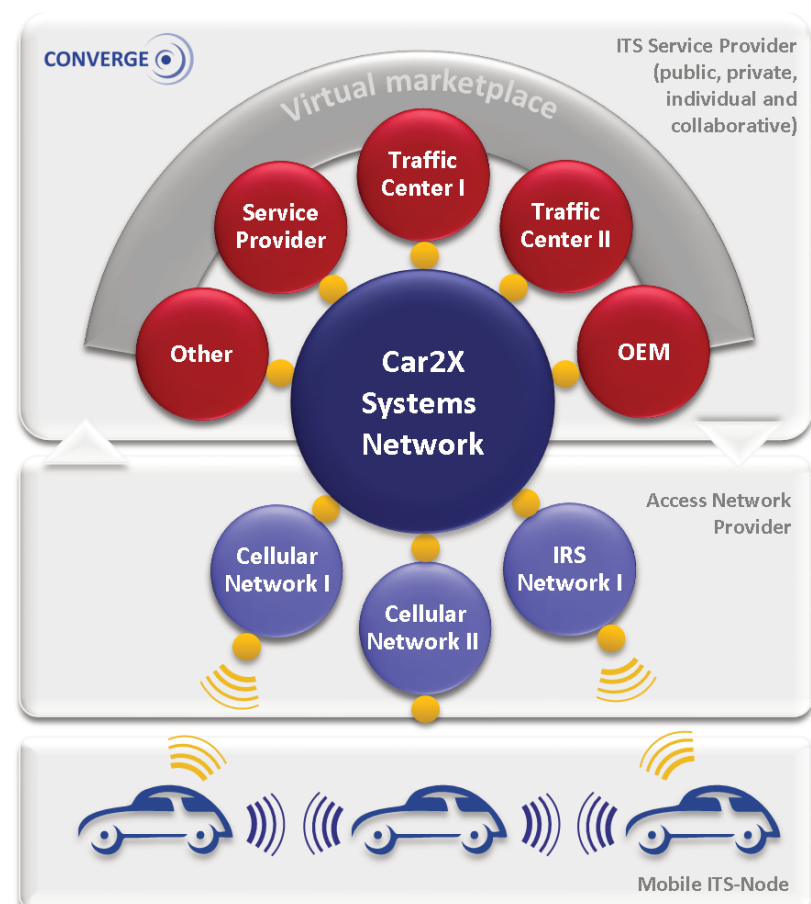 CONVERGE
ITS Service Provider
(public, private,
individual and
collaborative)
Virtual marketplace
Traffic
Center I
Service
Provider
Traffic
Center II
Other
OEM
Car2X
Systems
Network
Access Network
Provider
Cellular
Network I
IRS
Network I
Cellular
Network II
Mobile ITS-Node